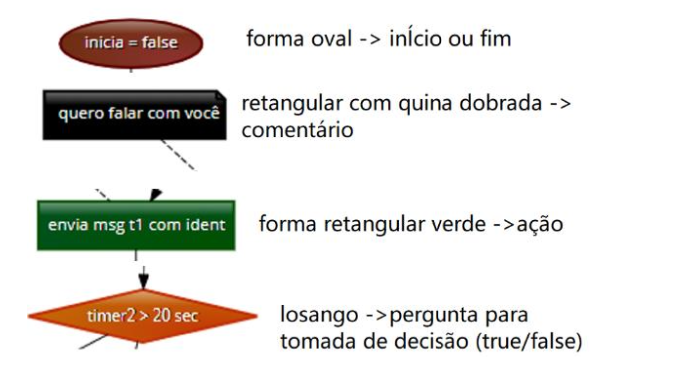 inicia = false
forma oval -> inÍcio ou fim
quero falar com você
retangular com quina dobrada ->
comentário
envia msg t1 com ident
forma retangular verde ->ação
timer2 > 20 sec
losango ->pergunta para
tomada de decisão (true/false)